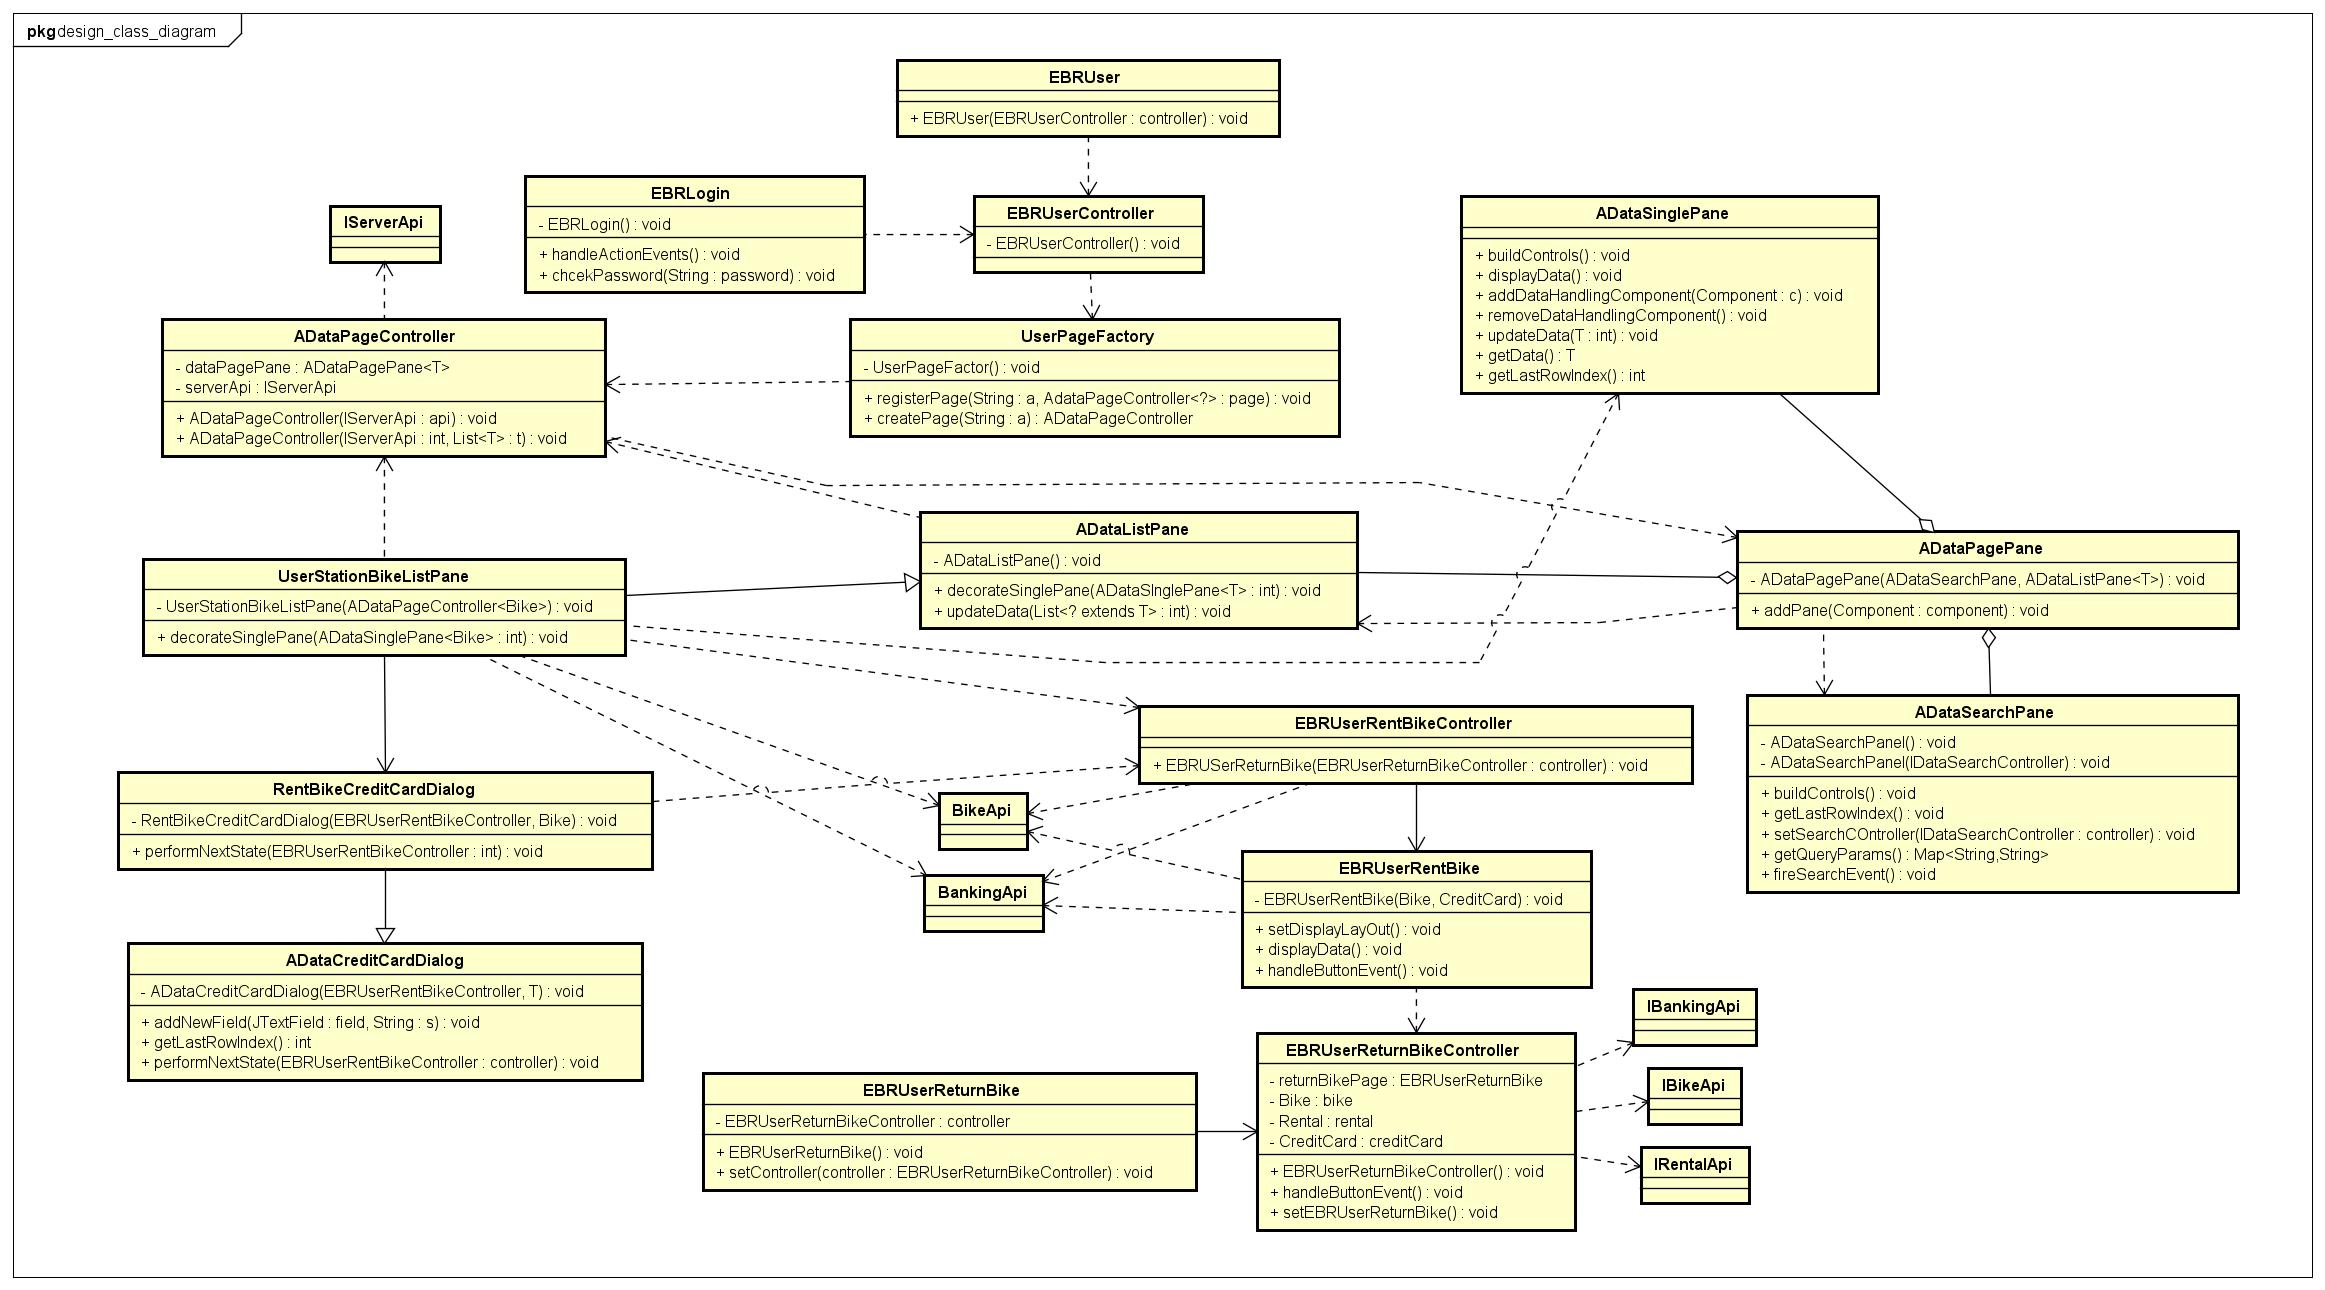 pkg design_class_diagram
EBRUser
+ EBRUser(EBRUserController : controller) : void
EBRLogin
- EBRLogin() : void
+ handleActionEvents() : void
+ chcekPassword(String : password) : void
EBRUserController
- EBRUserController() : void
IServerApi
ADataSinglePane
+ buildControls() : void
+ displayData() : void
+ addDataHandlingComponent(Component : c) : void
+ removeDataHandlingComponent() : void
+ updateData(T : int) : void
+ getData() : T
+ getLastRowIndex() : int
ADataPageController
- dataPagePane : ADataPagePane<T>
- serverApi : IServerApi
+ ADataPageController(IServerApi : api) : void
+ ADataPageController(IServerApi : int, List<T> : t) : void
UserPageFactory
- UserPageFactor() : void
+ registerPage(String : a, AdataPageController<?> : page) : void
+ createPage(String : a) : ADataPageController
ADataListPane
- ADataListPane() : void
+ decorateSinglePane(ADataSInglePane<T> : int) : void
+ updateData(List<? extends T> : int) : void
ADataPagePane
- ADataPagePane(ADataSearchPane, ADataListPane<T>) : void
+ addPane(Component : component) : void
UserStationBikeListPane
- UserStationBikeListPane(ADataPageController<Bike>) : void
+ decorateSinglePane(ADataSinglePane<Bike> : int) : void
ADataSearchPane
- ADataSearchPanel() : void
- ADataSearchPanel(IDataSearchController) : void
+ buildControls() : void
+ getLastRowIndex() : void
+ setSearchCOntroller(IDataSearchController : controller) : void
+ getQueryParams() : Map<String,String>
+ fireSearchEvent() : void
EBRUserRentBikeController
+ EBRUSerReturnBike(EBRUserReturnBikeController : controller) : void
RentBikeCreditCardDialog
- RentBikeCreditCardDialog(EBRUserRentBikeController, Bike) : void
+ performNextState(EBRUserRentBikeController : int) : void
BikeApi
BankingApi
EBRUserRentBike
- EBRUserRentBike(Bike, CreditCard) : void
+ setDisplayLayOut() : void
+ displayData() : void
+ handleButtonEvent() : void
ADataCreditCardDialog
- ADataCreditCardDialog(EBRUserRentBikeController, T) : void
+ addNewField(JTextField : field, String : s) : void
+ getLastRowIndex() : int
+ performNextState(EBRUserRentBikeController : controller) : void
IBankingApi
EBRUserReturnBikeController
- returnBikePage : EBRUserReturnBike
- Bike : bike
- Rental : rental
- CreditCard : creditCard
+ EBRUserReturnBikeController() : void
+ handleButtonEvent() : void
+ setEBRUserReturnBike() : void
EBRUserReturnBike
- EBRUserReturnBikeController : controller
+ EBRUserReturnBike() : void
+ setController(controller : EBRUserReturnBikeController) : void
IBikeApi
IRentalApi